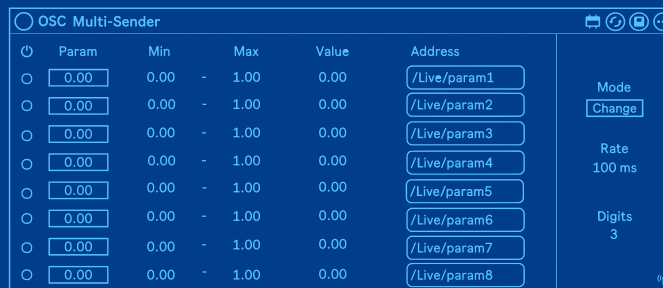 OSC Multi-Sender
Param Min Max Value Address
0.00 0.00 - 1.00 0.00 /Live/param1
0.00 0.00 - 1.00 0.00 /Live/param2
0.00 0.00 - 1.00 0.00 /Live/param3
0.00 0.00 - 1.00 0.00 /Live/param4
0.00 0.00 - 1.00 0.00 /Live/param5
0.00 0.00 - 1.00 0.00 /Live/param6
0.00 0.00 - 1.00 0.00 /Live/param7
0.00 0.00 - 1.00 0.00 /Live/param8
Mode
Change
Rate
100 ms
Digits
3